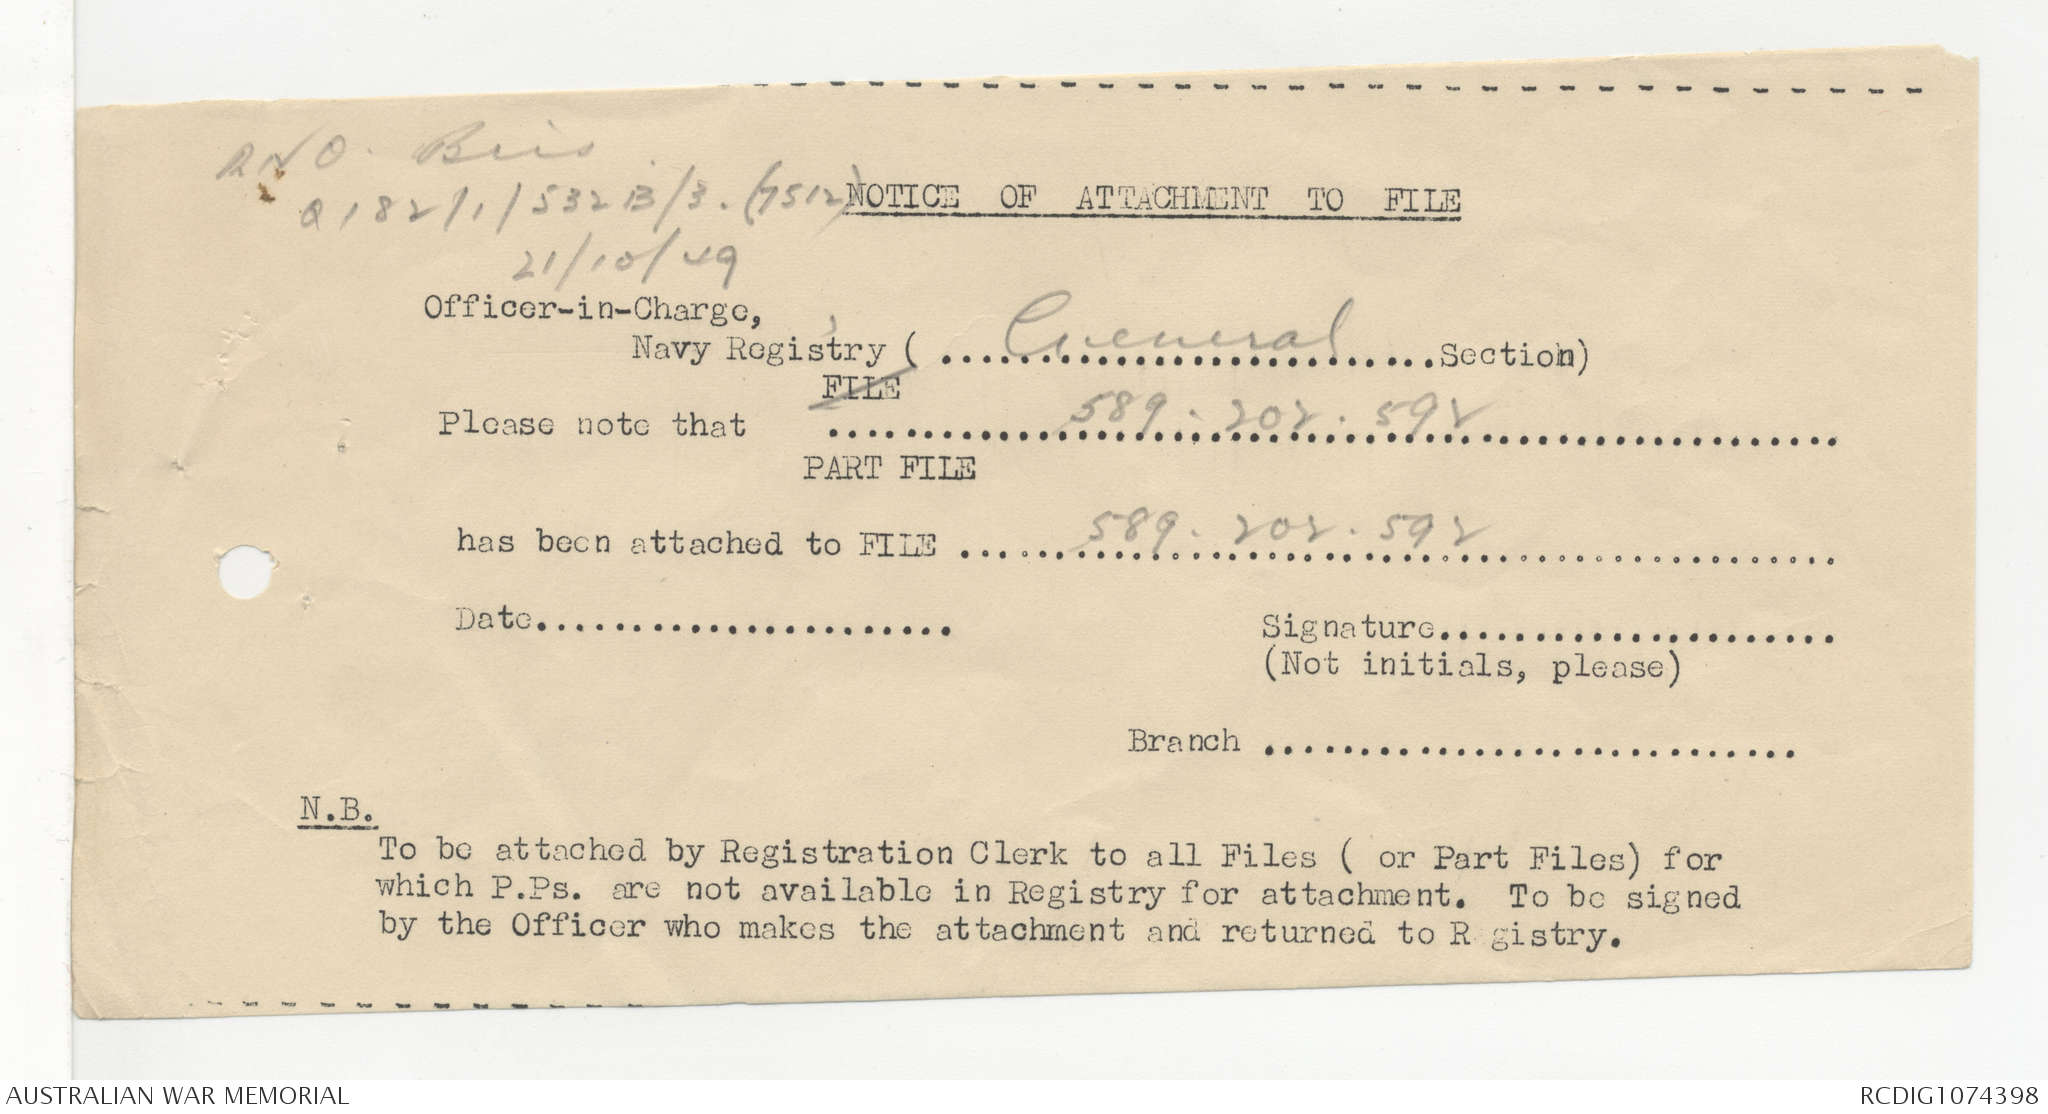 RNO. Bris.
Q182/1/532B/3. (7512)
21/10/49
NOTICE OF ATTACHMENT TO FILE
Officer-in-Charge,
Navy Registry ( General Section)
FILE
Please note that 589.202.592
PART FILE
has been attached to FILE 589.202.592
Date...................... Signature.....................
(Not initials, please)
Branch ............................
N.B.
To be attached by Registration Clerk to all Files ( or Part Files) for
which P.Ps. are not available in Registry for attachment. To be signed
by the Officer who makes the attachment and returned to R gistry.
AUSTRALIAN WAR MEMORIAL RCDIG1074398